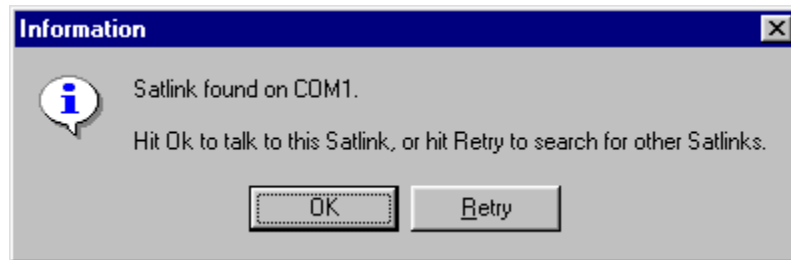 Information
Satlink found on COM1.
Hit Ok to talk to this Satlink, or hit Retry to search for other Satlinks.
OK
Retry